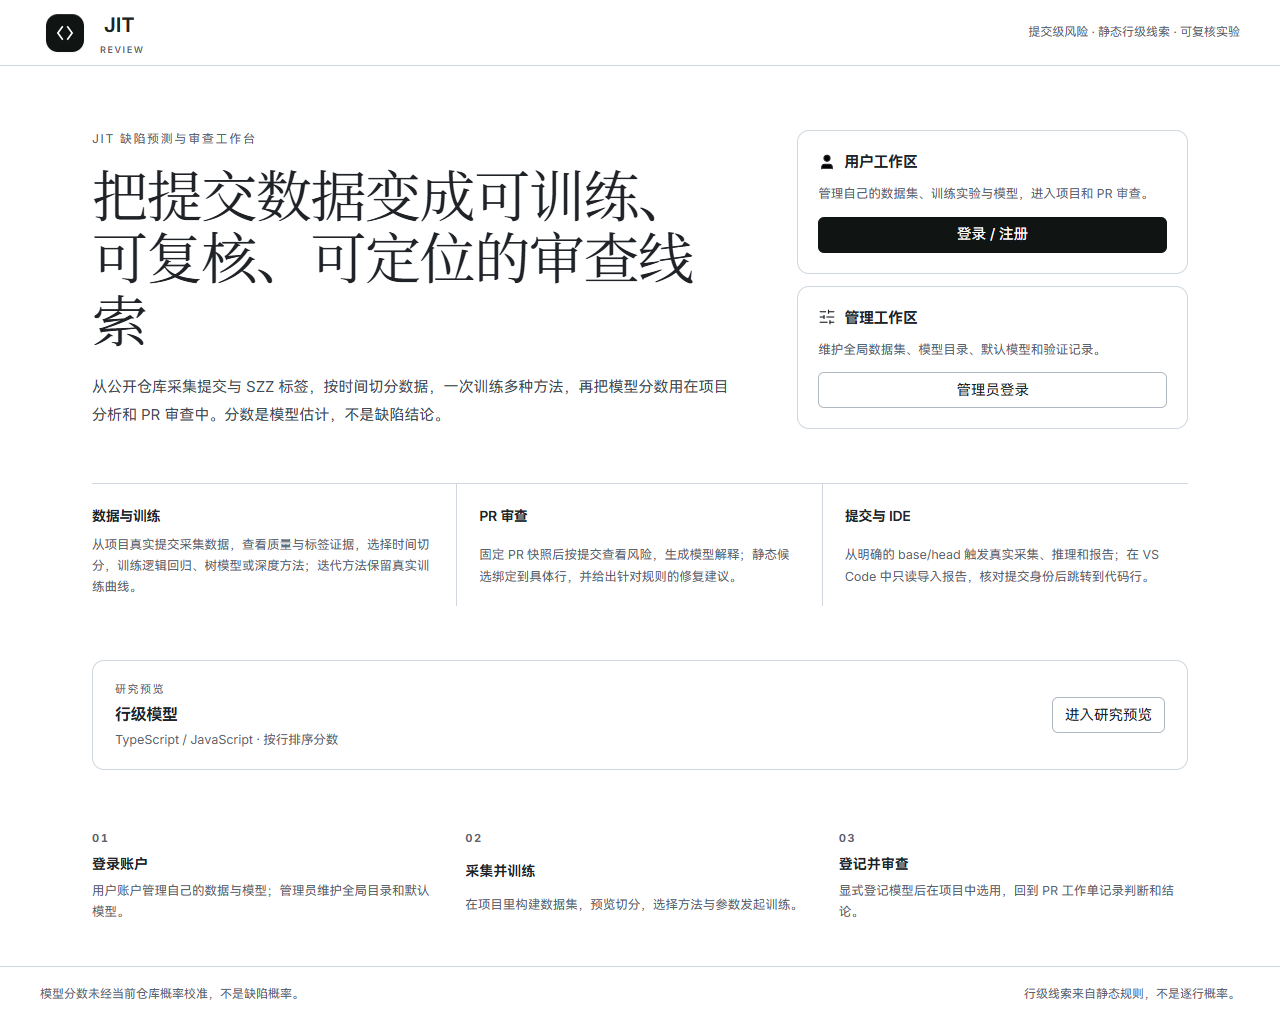 JIT
REVIEW
提交级风险 · 静态行级线索 · 可复核实验
JIT 缺陷预测与审查工作台
把提交数据变成可训练、
可复核、可定位的审查线
索
从公开仓库采集提交与 SZZ 标签，按时间切分数据，一次训练多种方法，再把模型分数用在项目
分析和 PR 审查中。分数是模型估计，不是缺陷结论。
用户工作区
管理自己的数据集、训练实验与模型，进入项目和 PR 审查。
登录 / 注册
管理工作区
维护全局数据集、模型目录、默认模型和验证记录。
管理员登录
数据与训练
从项目真实提交采集数据，查看质量与标签证据，选择时间切
分，训练逻辑回归、树模型或深度方法；迭代方法保留真实训
练曲线。
PR 审查
固定 PR 快照后按提交查看风险，生成模型解释；静态候
选绑定到具体行，并给出针对规则的修复建议。
提交与 IDE
从明确的 base/head 触发真实采集、推理和报告；在 VS
Code 中只读导入报告，核对提交身份后跳转到代码行。
研究预览
行级模型
TypeScript / JavaScript · 按行排序分数
进入研究预览
01
登录账户
用户账户管理自己的数据与模型；管理员维护全局目录和默认
模型。
02
采集并训练
在项目里构建数据集，预览切分，选择方法与参数发起训练。
03
登记并审查
显式登记模型后在项目中选用，回到 PR 工作单记录判断和结
论。
模型分数未经当前仓库概率校准，不是缺陷概率。
行级线索来自静态规则，不是逐行概率。